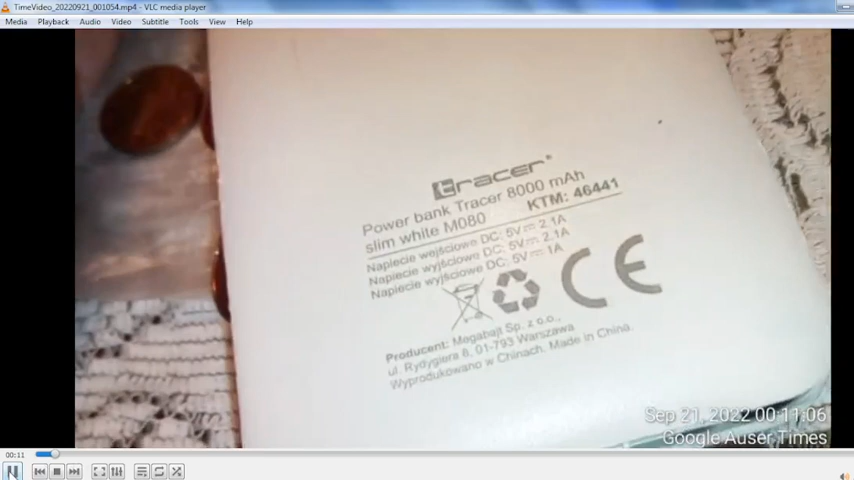 TimeVideo_20220921_001054.mp4 - VLC media player
Media Playback Audio Video Subtitle Tools View Help
tracer
Power bank Tracer 8000 mAh
slim white M080 KTM: 46441
Napięcie wejściowe DC: 5V⎓ 2.1A
Napięcie wyjściowe DC: 5V⎓ 2.1A
Napięcie wyjściowe DC: 5V⎓ 1A
CE
Producent: Megabajt Sp. z o.o.,
ul. Rydygiera 8, 01-793 Warszawa
Wyprodukowano w Chinach. Made in China.
Sep 21, 2022 00:11:06
Google Auser Times
00:11